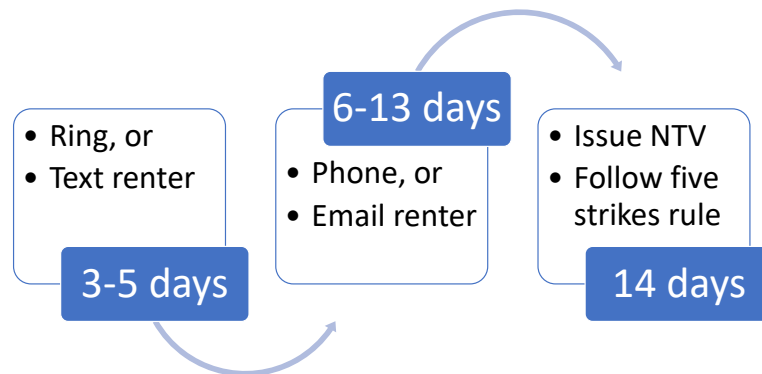 • Ring, or
• Text renter
3-5 days
6-13 days
• Phone, or
• Email renter
• Issue NTV
• Follow five
strikes rule
14 days